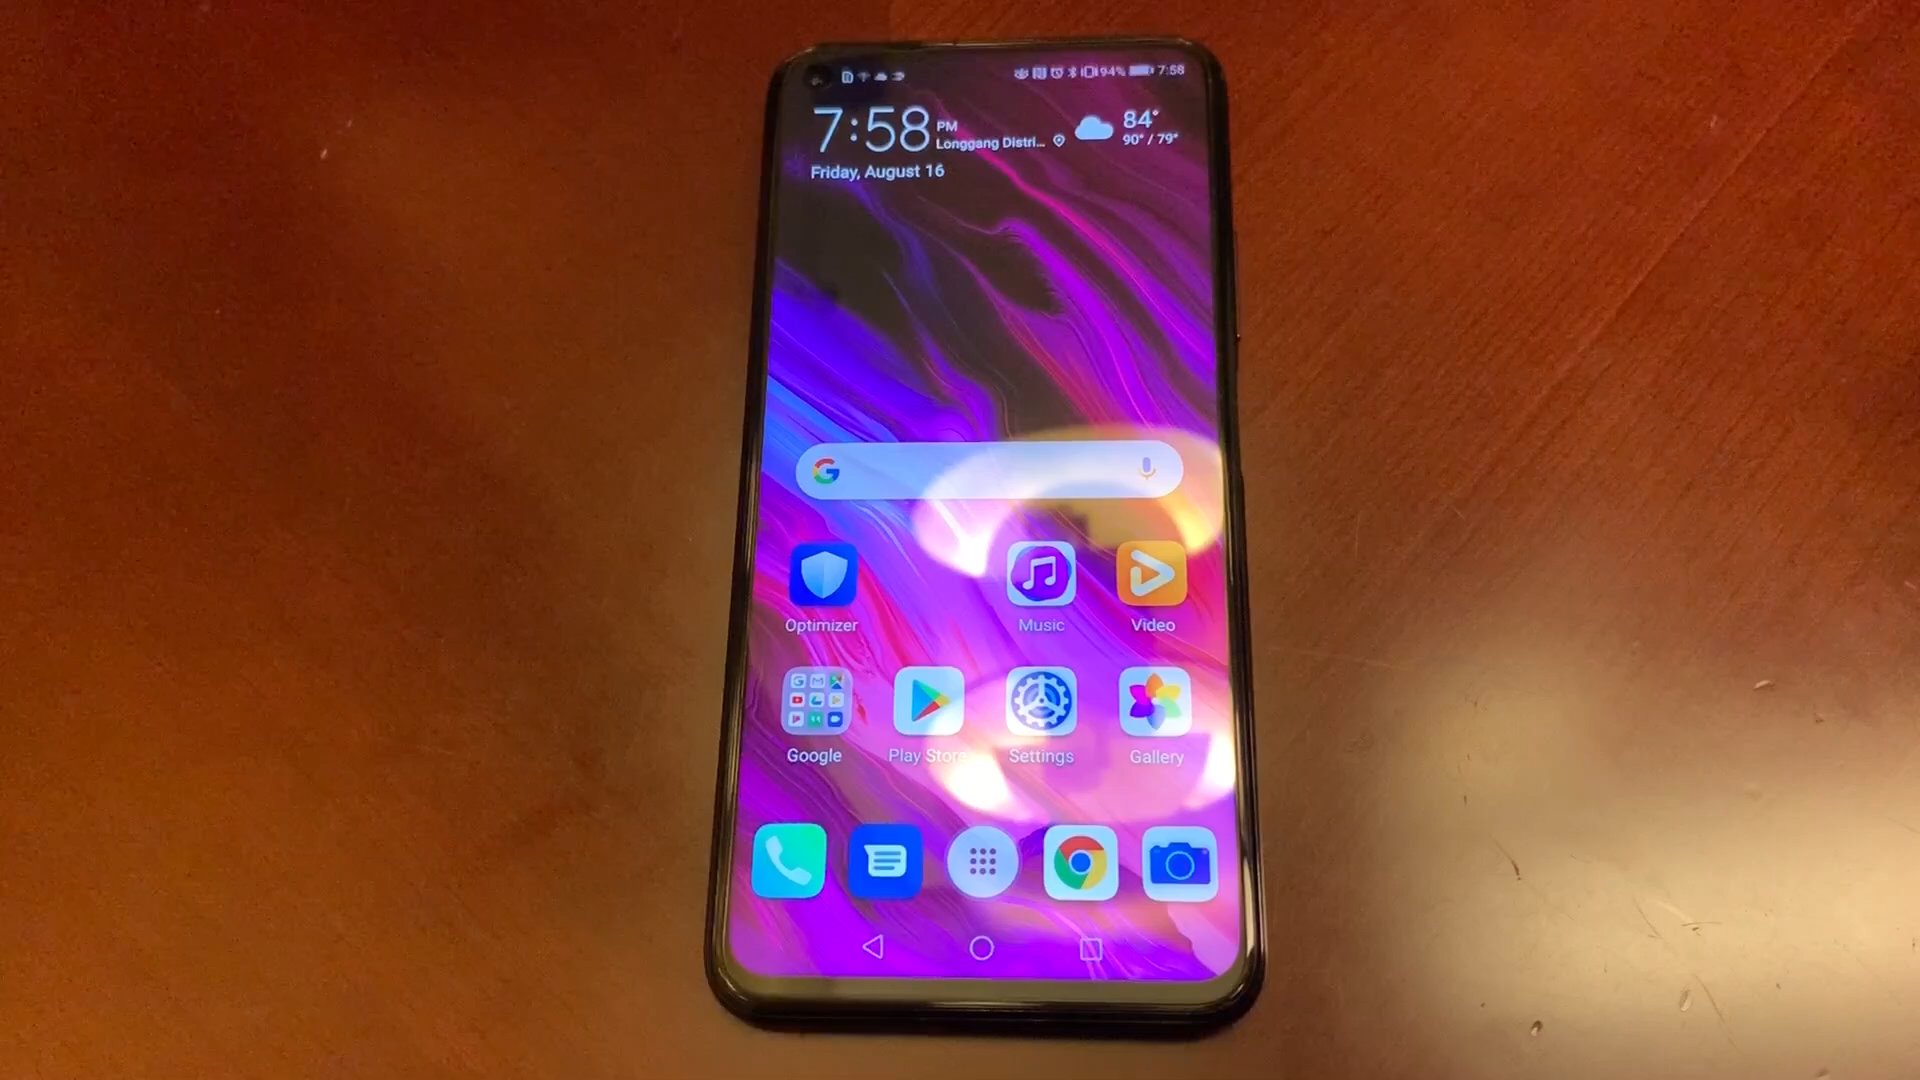 94% 7:58
7:58 PM
Longgang Distri...
84°
90° / 79°
Friday, August 16
Optimizer
Music
Video
Google
Play Store
Settings
Gallery